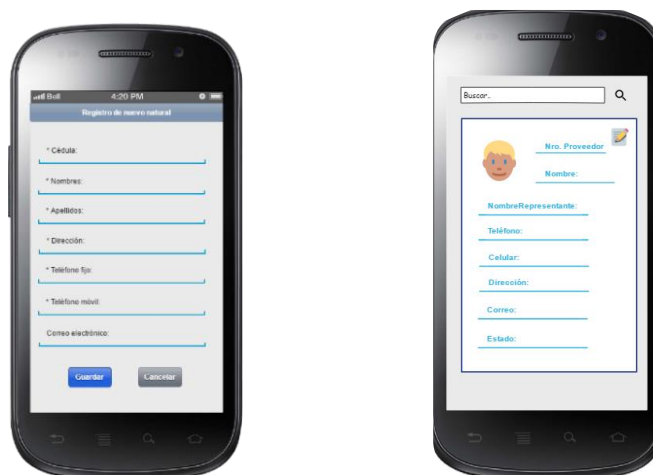 Bell 4:20 PM
Registro de nuevo natural
* Cédula:
* Nombres:
* Apellidos:
* Dirección:
* Teléfono fijo:
* Teléfono móvil:
Correo electrónico:
Guardar Cancelar
Buscar..
Nro. Proveedor
Nombre:
NombreRepresentante:
Teléfono:
Celular:
Dirección:
Correo:
Estado: